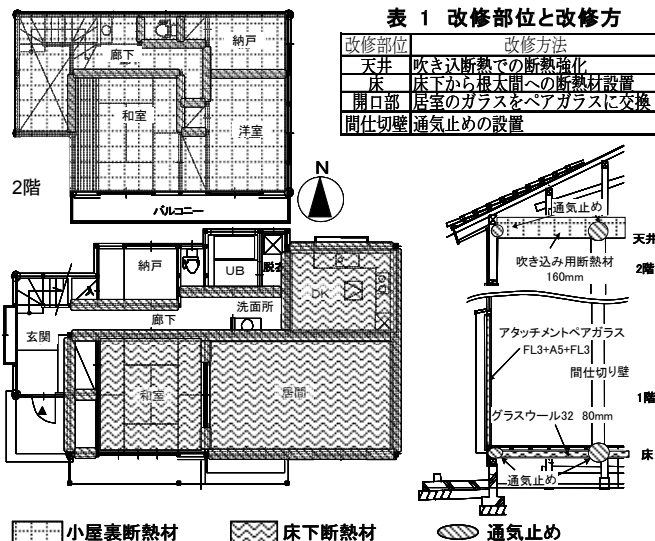 表 1 改修部位と改修方
改修部位 改修方法
天井 吹き込断熱での断熱強化
床 床下から根太間への断熱材設置
開口部 居室のガラスをペアガラスに交換
間仕切壁 通気止めの設置
廊下
納戸
和室
洋室
2階
バルコニー
N
納戸
UB
脱衣
DK
洗面所
玄関
廊下
和室
居間
通気止め
天井
吹き込み用断熱材
160mm
2階
アタッチメントペアガラス
FL3+A5+FL3
間仕切り壁
1階
グラスウール32 80mm
床
通気止め
小屋裏断熱材
床下断熱材
通気止め